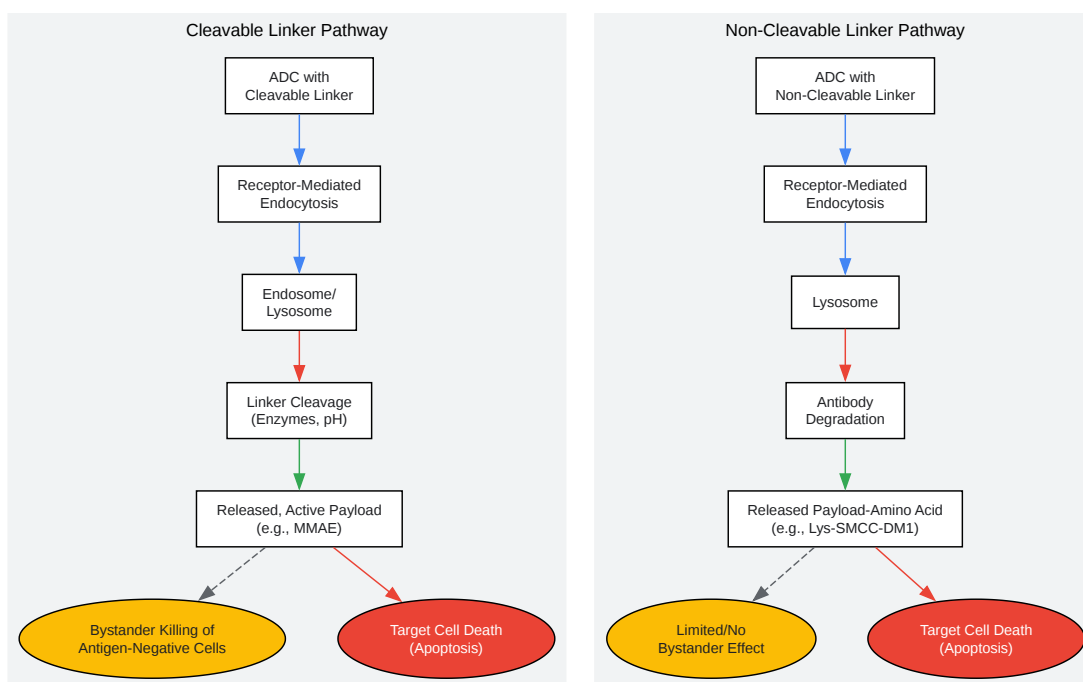 Cleavable Linker Pathway
ADC with
Cleavable Linker
Receptor-Mediated
Endocytosis
Endosome/
Lysosome
Linker Cleavage
(Enzymes, pH)
Released, Active Payload
(e.g., MMAE)
Bystander Killing of
Antigen-Negative Cells
Target Cell Death
(Apoptosis)
Non-Cleavable Linker Pathway
ADC with
Non-Cleavable Linker
Receptor-Mediated
Endocytosis
Lysosome
Antibody
Degradation
Released Payload-Amino Acid
(e.g., Lys-SMCC-DM1)
Limited/No
Bystander Effect
Target Cell Death
(Apoptosis)